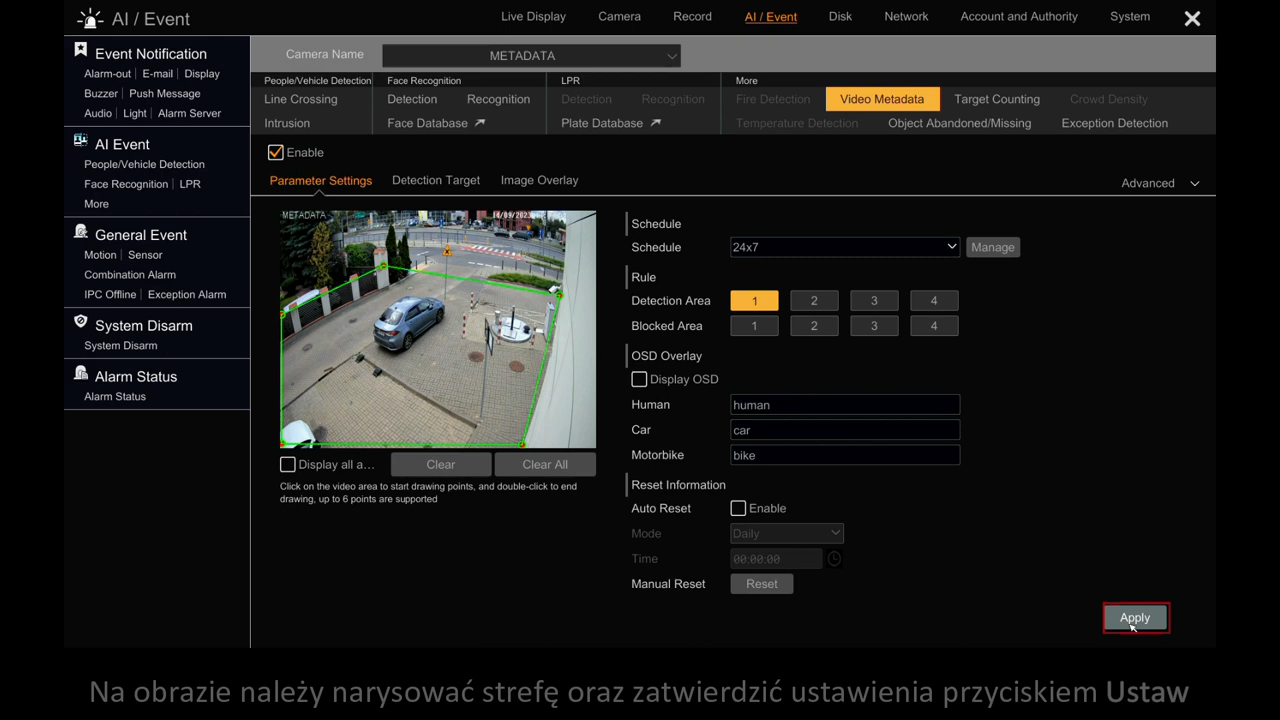 AI / Event
Live Display
Camera
Record
AI / Event
Disk
Network
Account and Authority
System
Event Notification
Alarm-out | E-mail | Display
Buzzer | Push Message
Audio | Light | Alarm Server
AI Event
People/Vehicle Detection
Face Recognition | LPR
More
General Event
Motion | Sensor
Combination Alarm
IPC Offline | Exception Alarm
System Disarm
System Disarm
Alarm Status
Alarm Status
Camera Name
METADATA
People/Vehicle Detection
Face Recognition
LPR
More
Line Crossing
Detection
Recognition
Detection
Recognition
Fire Detection
Video Metadata
Target Counting
Crowd Density
Intrusion
Face Database
Plate Database
Temperature Detection
Object Abandoned/Missing
Exception Detection
Enable
Parameter Settings
Detection Target
Image Overlay
Advanced
METADATA
Display all a...
Clear
Clear All
Click on the video area to start drawing points, and double-click to end
drawing, up to 6 points are supported
Schedule
Schedule
24x7
Manage
Rule
Detection Area
1
2
3
4
Blocked Area
1
2
3
4
OSD Overlay
Display OSD
Human
human
Car
car
Motorbike
bike
Reset Information
Auto Reset
Enable
Mode
Daily
Time
00:00:00
Manual Reset
Reset
Apply
Na obrazie należy narysować strefę oraz zatwierdzić ustawienia przyciskiem Ustaw